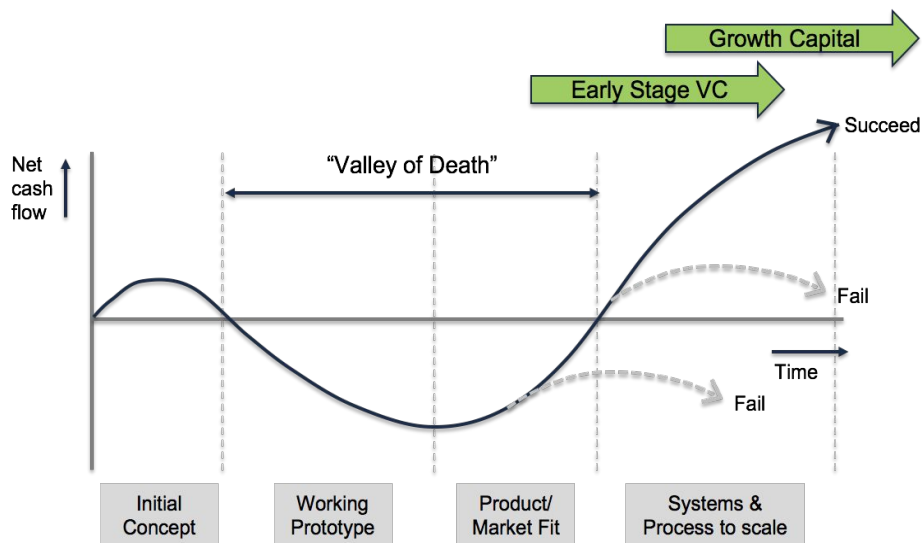 Growth Capital
Early Stage VC
Succeed
Net
cash
flow
“Valley of Death”
Fail
Time
Fail
Initial
Concept
Working
Prototype
Product/
Market Fit
Systems &
Process to scale